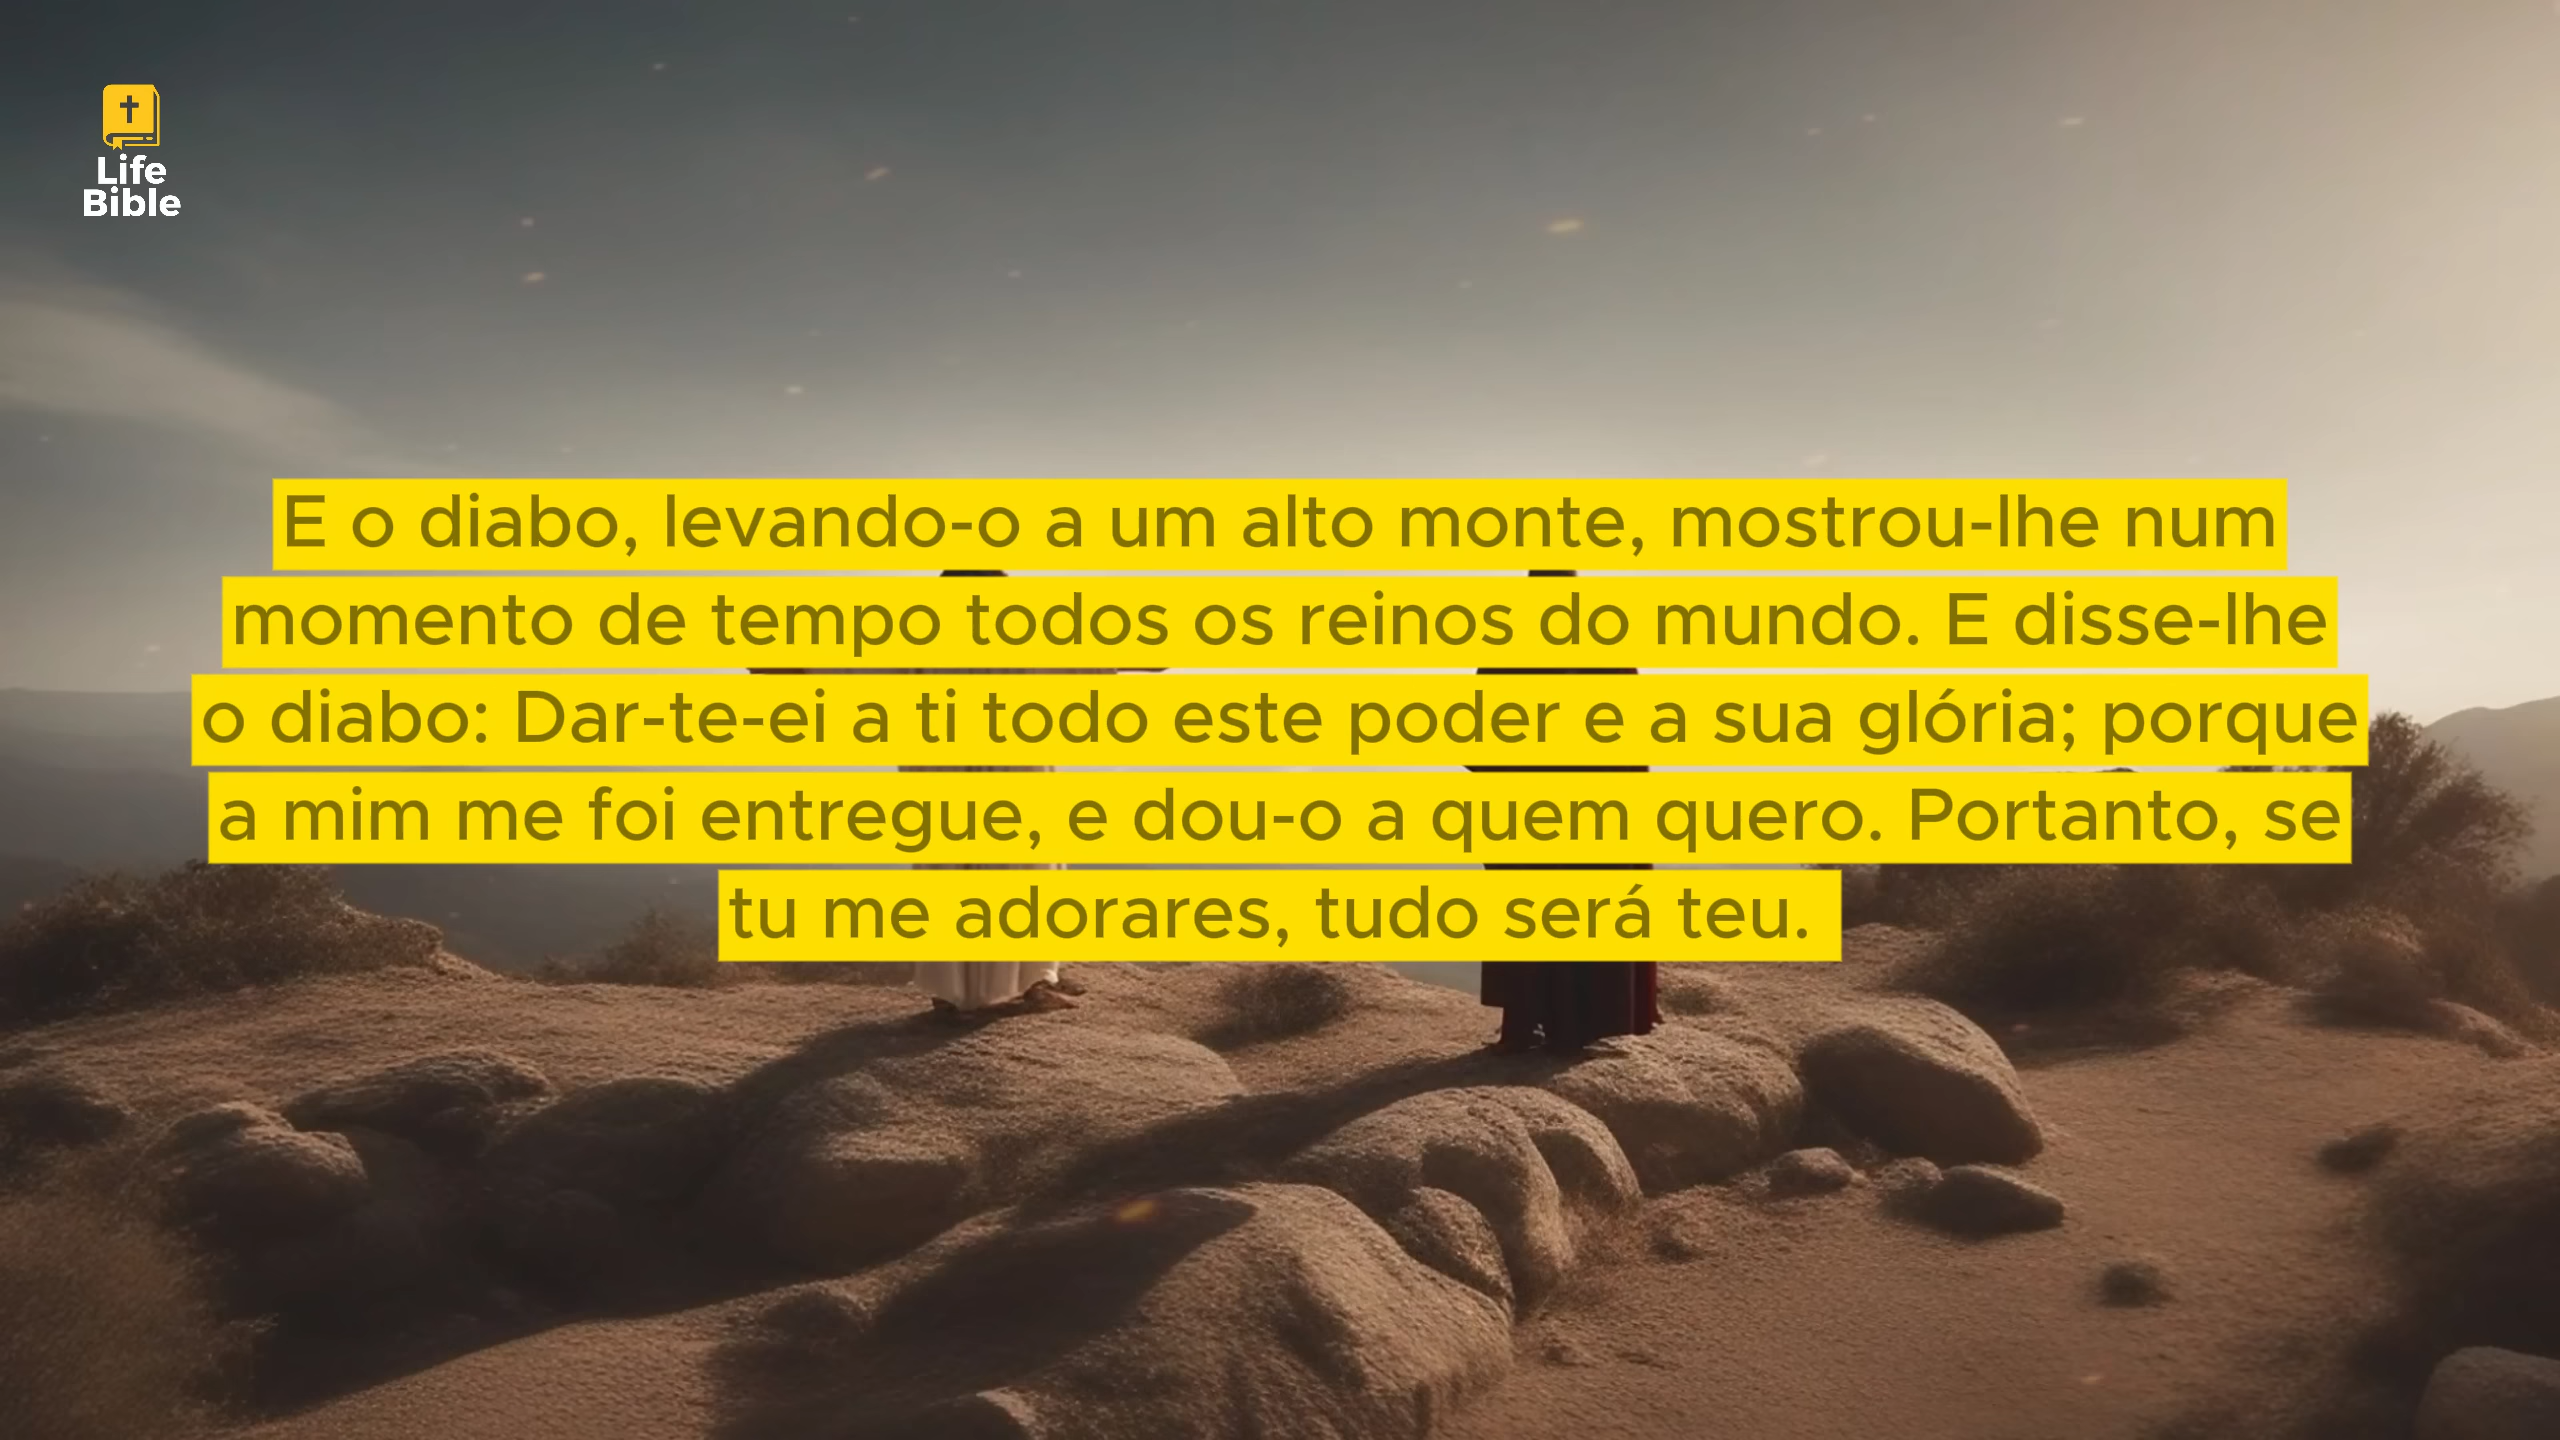 Life
Bible
E o diabo, levando-o a um alto monte, mostrou-lhe num
momento de tempo todos os reinos do mundo. E disse-lhe
o diabo: Dar-te-ei a ti todo este poder e a sua glória; porque
a mim me foi entregue, e dou-o a quem quero. Portanto, se
tu me adorares, tudo será teu.